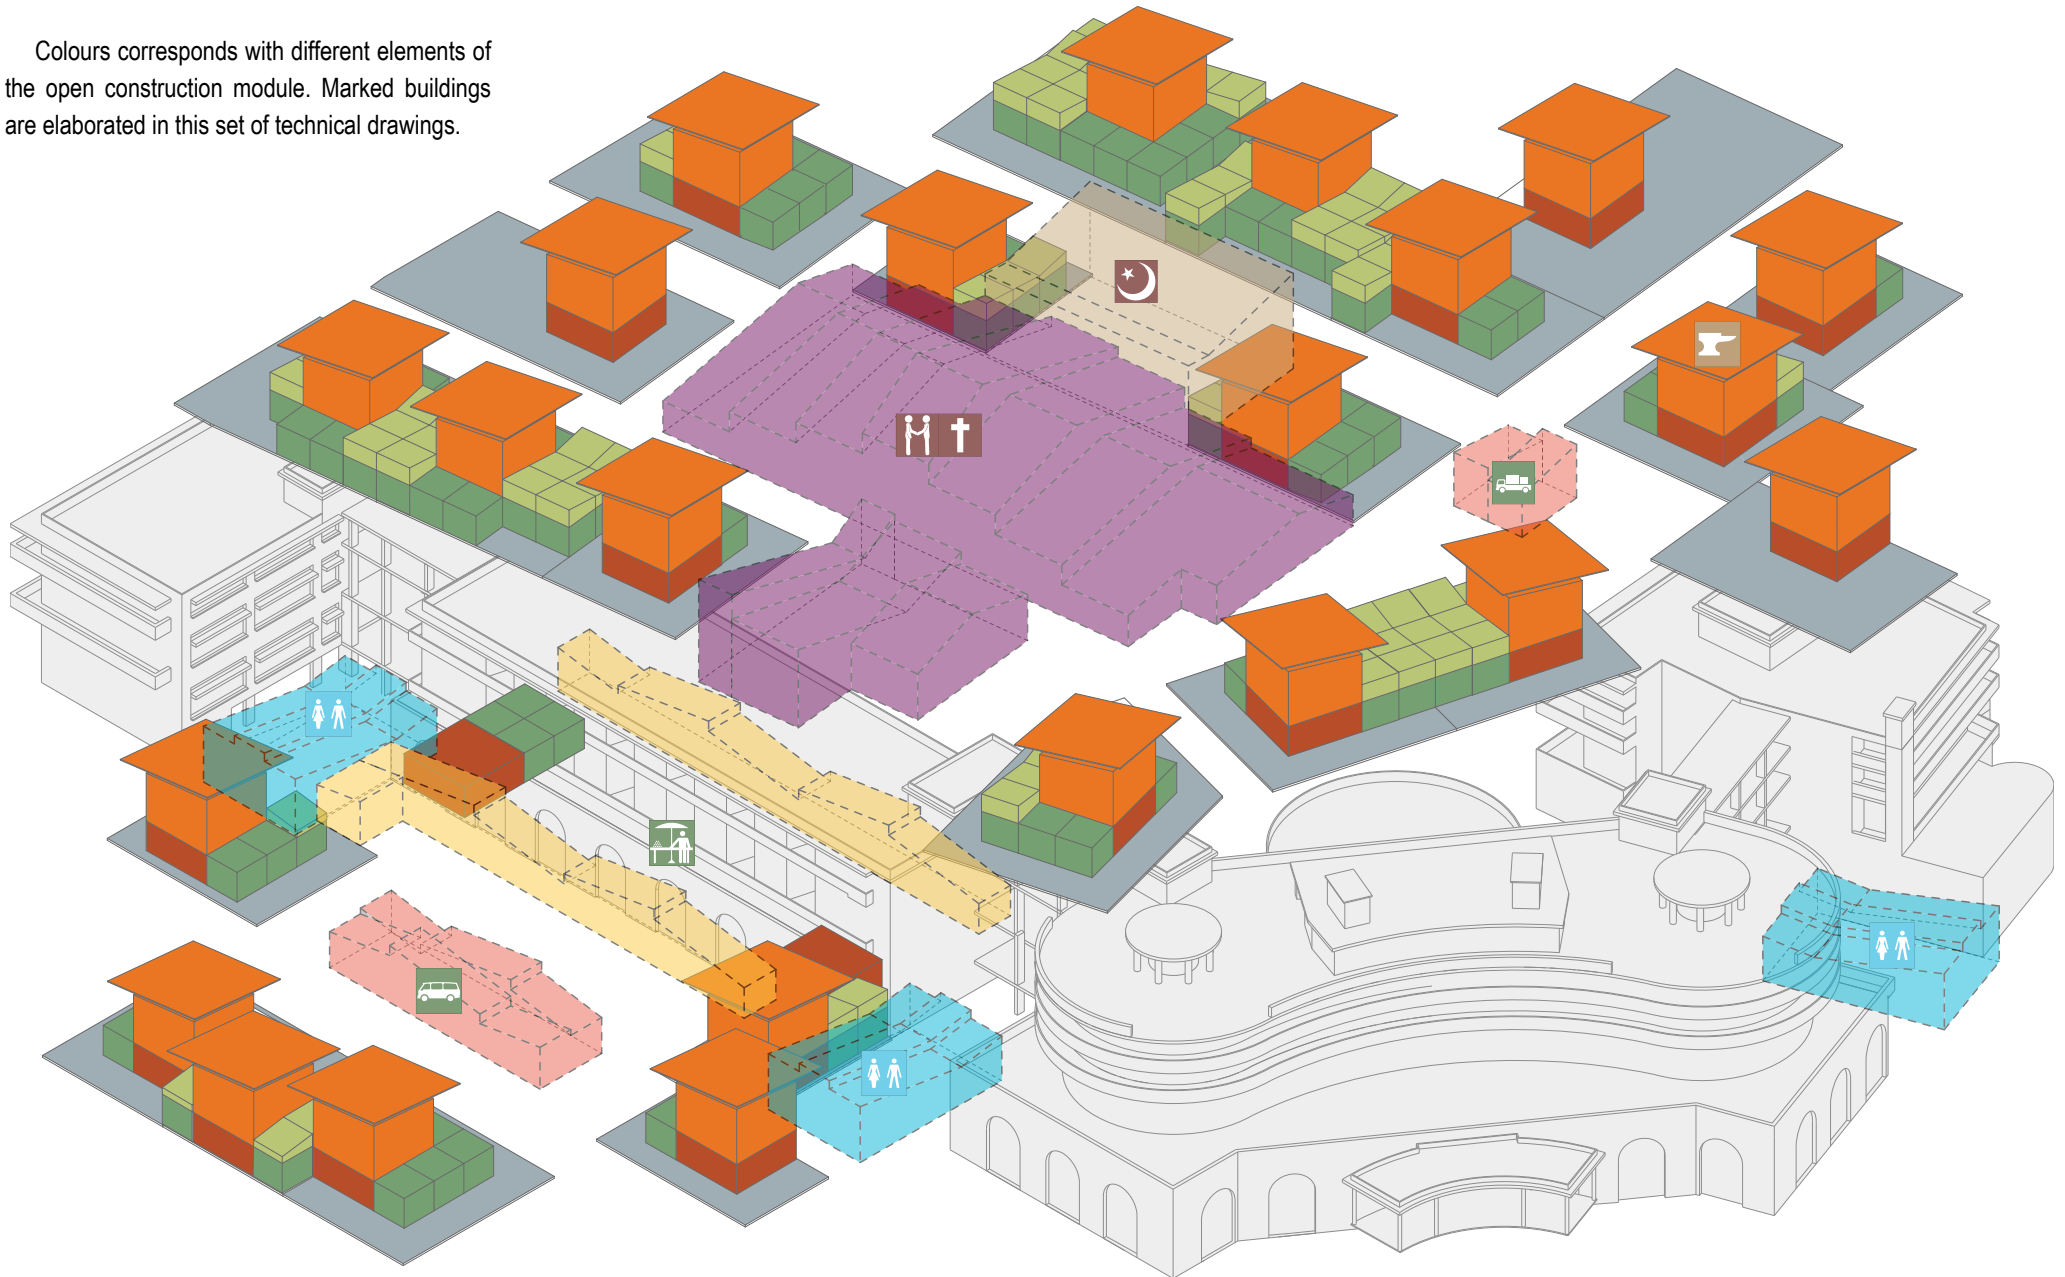 Colours corresponds with different elements of
the open construction module. Marked buildings
are elaborated in this set of technical drawings.